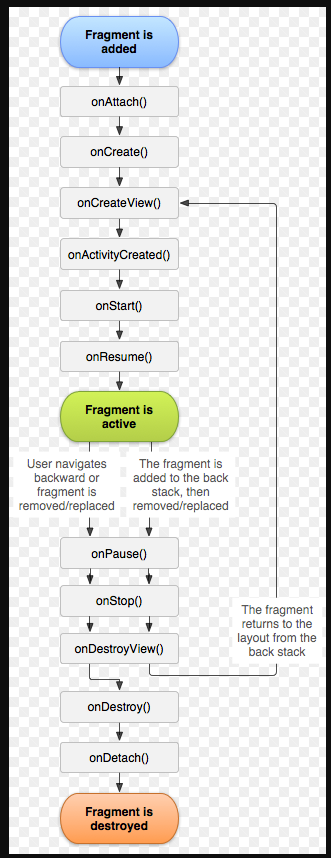 Fragment is
added
onAttach()
onCreate()
onCreateView()
onActivityCreated()
onStart()
onResume()
Fragment is
active
User navigates
backward or
fragment is
removed/replaced
The fragment is
added to the back
stack, then
removed/replaced
onPause()
onStop()
onDestroyView()
The fragment
returns to the
layout from the
back stack
onDestroy()
onDetach()
Fragment is
destroyed